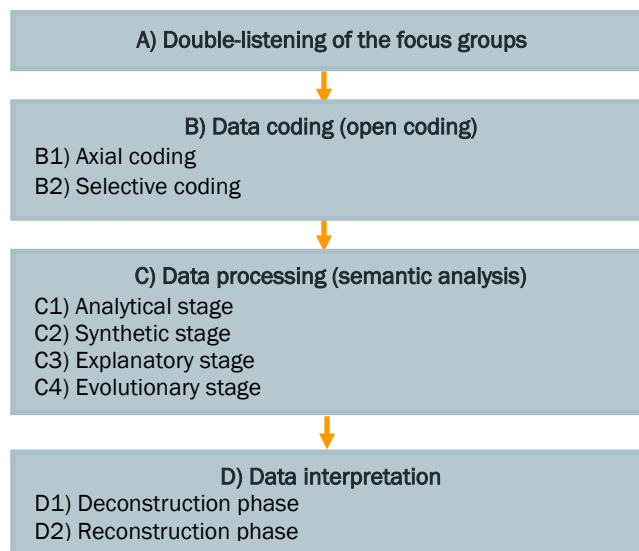 A) Double-listening of the focus groups
B) Data coding (open coding)
B1) Axial coding
B2) Selective coding
C) Data processing (semantic analysis)
C1) Analytical stage
C2) Synthetic stage
C3) Explanatory stage
C4) Evolutionary stage
D) Data interpretation
D1) Deconstruction phase
D2) Reconstruction phase